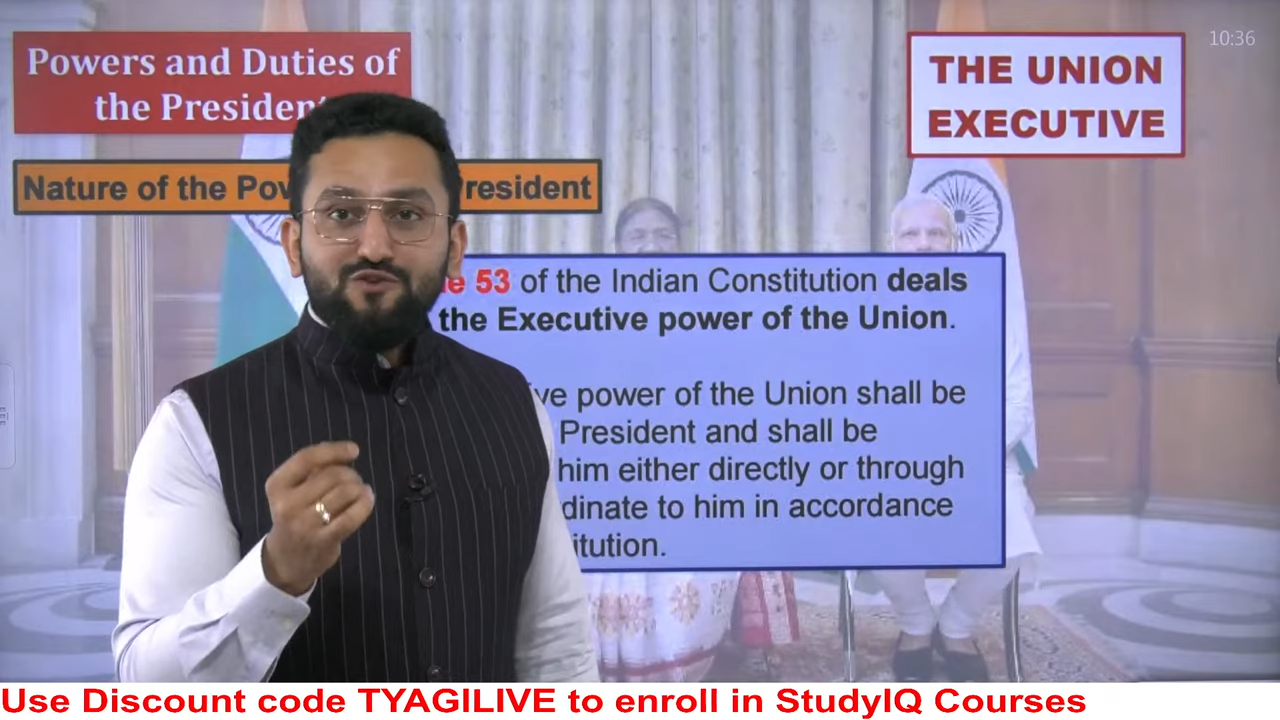 Powers and Duties of
the President
10:36
THE UNION
EXECUTIVE
Nature of the Pow resident
e 53 of the Indian Constitution deals
the Executive power of the Union.
ve power of the Union shall be
President and shall be
him either directly or through
dinate to him in accordance
itution.
Use Discount code TYAGILIVE to enroll in StudyIQ Courses